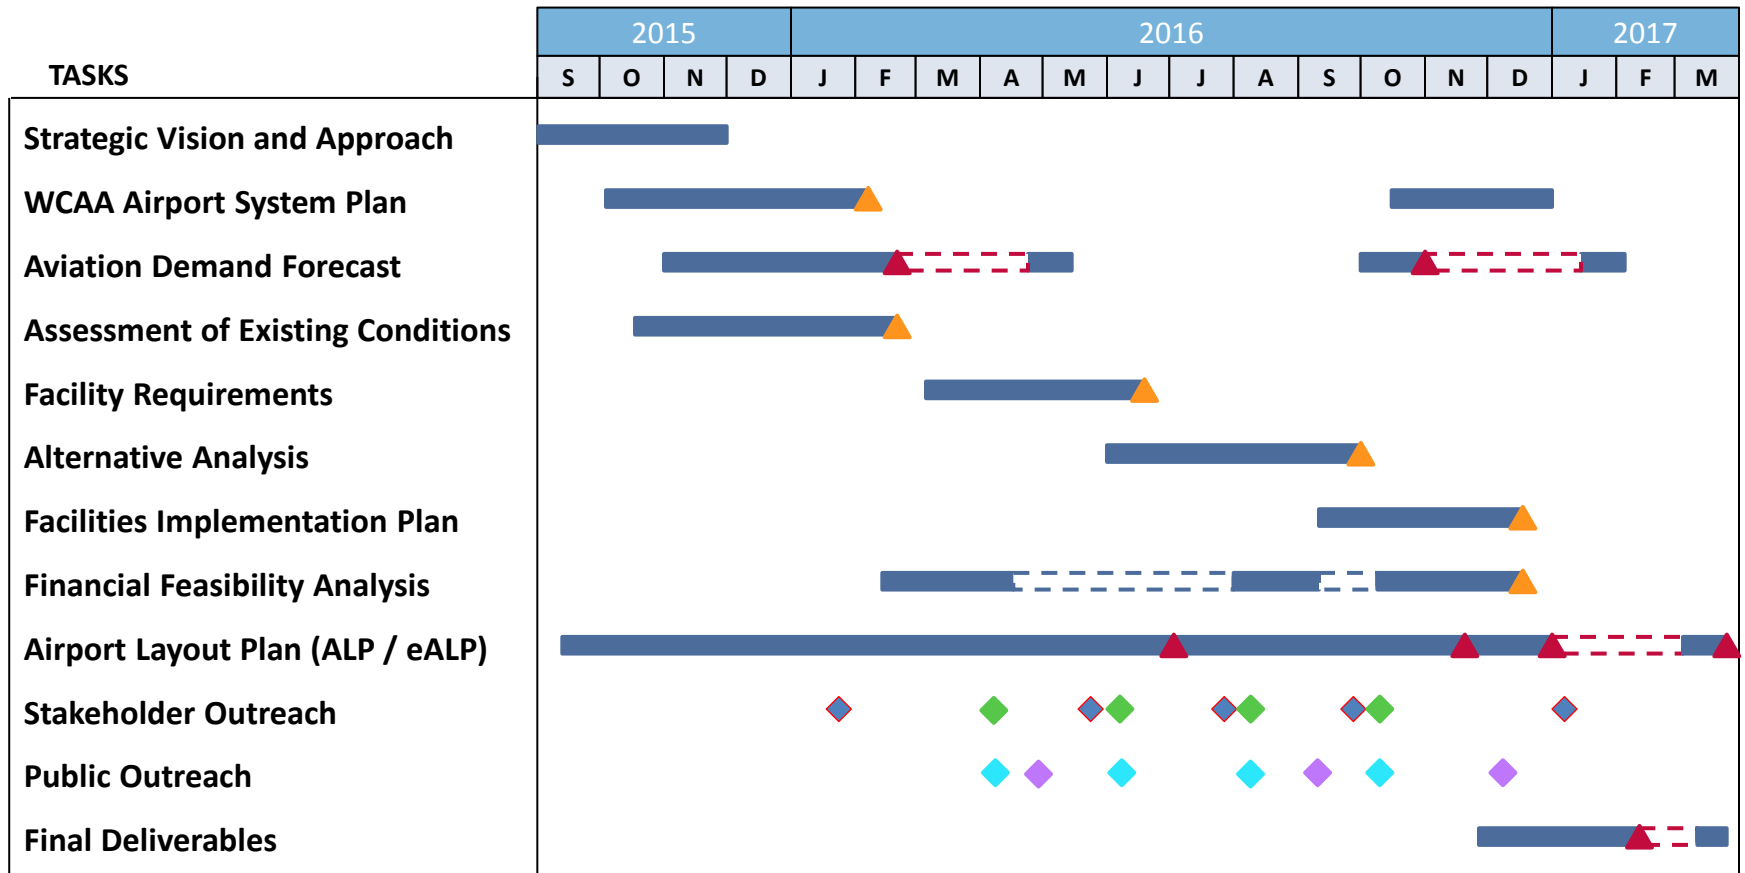 2015 2016 2017
TASKS S O N D J F M A M J J A S O N D J F M
Strategic Vision and Approach
WCAA Airport System Plan
Aviation Demand Forecast
Assessment of Existing Conditions
Facility Requirements
Alternative Analysis
Facilities Implementation Plan
Financial Feasibility Analysis
Airport Layout Plan (ALP / eALP)
Stakeholder Outreach
Public Outreach
Final Deliverables